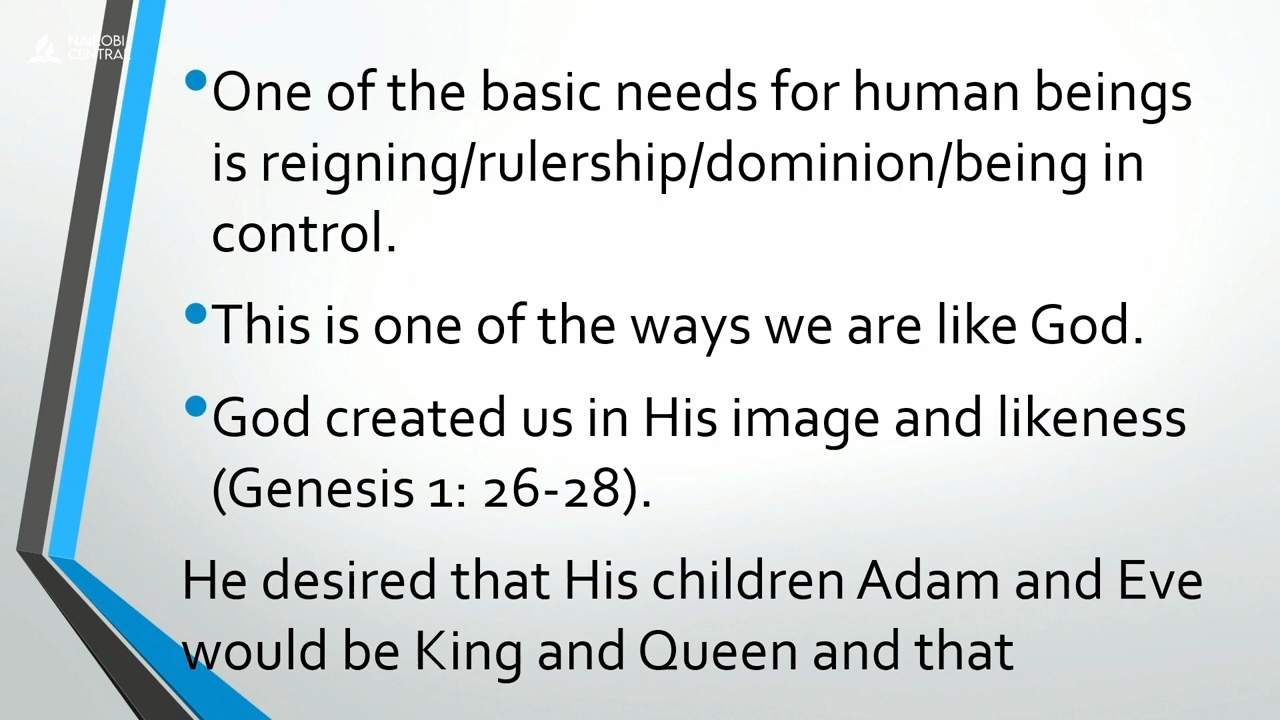 NAIROBI
CENTRAL
•One of the basic needs for human beings
is reigning/rulership/dominion/being in
control.
•This is one of the ways we are like God.
•God created us in His image and likeness
(Genesis 1: 26-28).
He desired that His children Adam and Eve
would be King and Queen and that